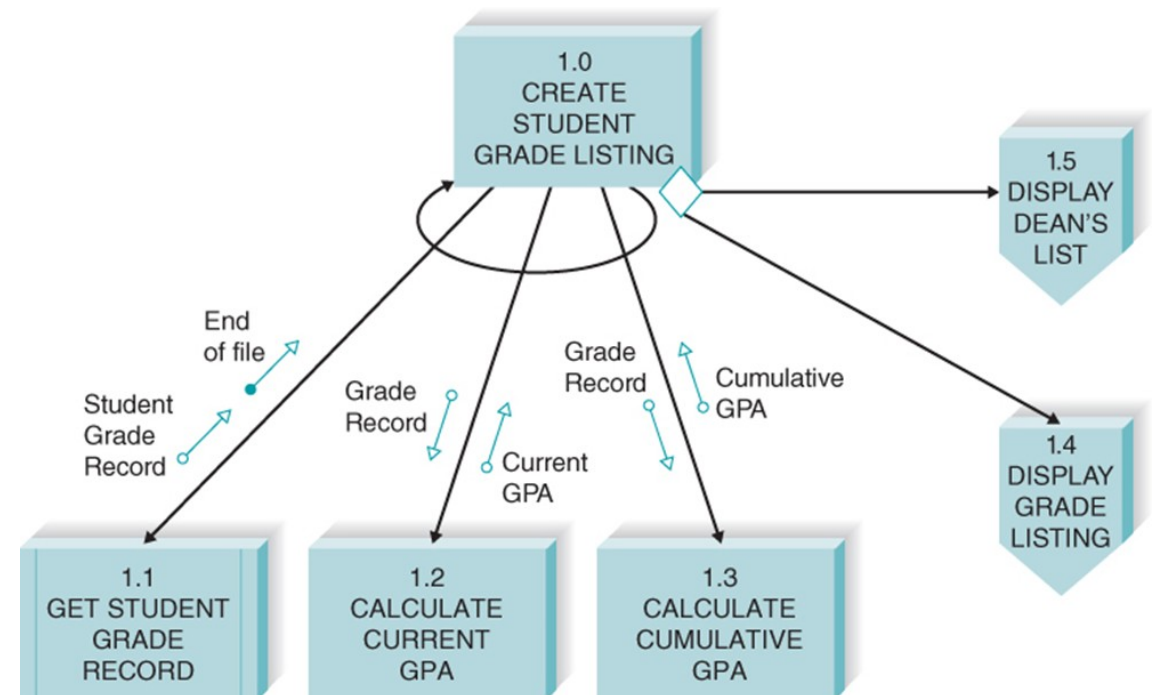 1.0
CREATE
STUDENT
GRADE LISTING
1.5
DISPLAY
DEAN'S
LIST
End
of file
Student
Grade
Record
Grade
Record
Current
GPA
Grade
Record
Cumulative
GPA
1.4
DISPLAY
GRADE
LISTING
1.1
GET STUDENT
GRADE
RECORD
1.2
CALCULATE
CURRENT
GPA
1.3
CALCULATE
CUMULATIVE
GPA